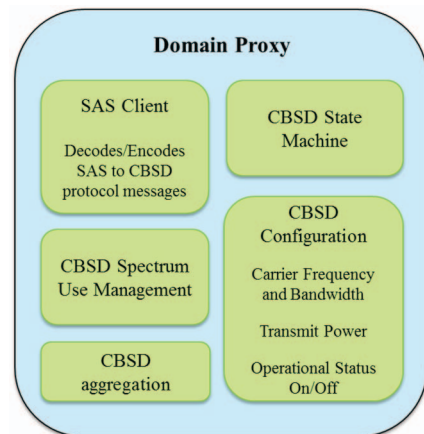 Domain Proxy
SAS Client
Decodes/Encodes
SAS to CBSD
protocol messages
CBSD State
Machine
CBSD Spectrum
Use Management
CBSD
Configuration
Carrier Frequency
and Bandwidth
Transmit Power
Operational Status
On/Off
CBSD
aggregation